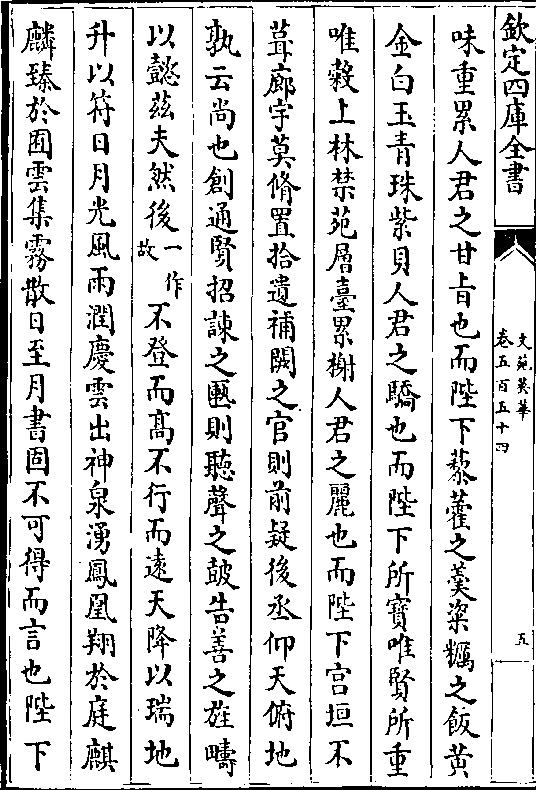 欽定四庫全書
文苑英華
卷五百五十四
五
味重累人君之甘旨也而陛下藜藿之羮粢糲之飯黄
金白玉青珠紫貝人君之驕也而陛下所寶唯賢所重
唯穀上林禁苑層臺累榭人君之麗也而陛下宫垣不
葺廊宇莫脩置拾遺補闕之官則前疑後丞仰天俯地
孰云尚也創通賢招諫之匭則聽聲之鼓告善之旌疇
以懿兹夫然後一作故不登而髙不行而逺天降以瑞地
升以符日月光風雨潤慶雲出神泉湧鳳凰翔於庭麒
麟臻於囿雲集霧散日至月書固不可得而言也陛下